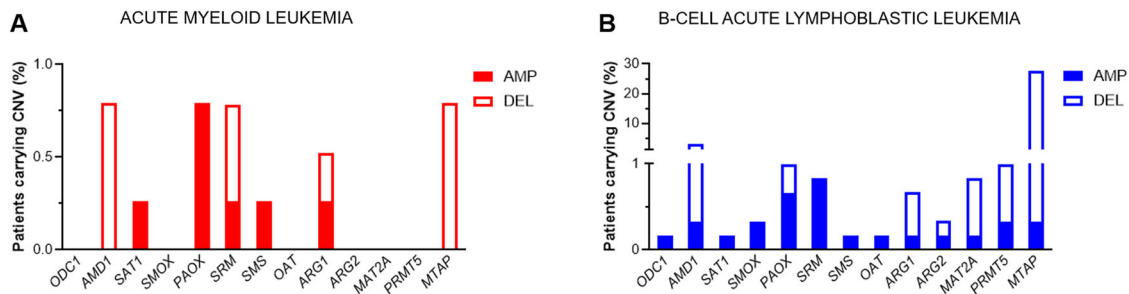 A
ACUTE MYELOID LEUKEMIA
Patients carrying CNV (%)
1.0
0.5
0.0
AMP
DEL
ODC1
AMD1
SAT1
SMOX
PAOX
SRM
SMS
OAT
ARG1
ARG2
MAT2A
PRMT5
MTAP
B
B-CELL ACUTE LYMPHOBLASTIC LEUKEMIA
Patients carrying CNV (%)
30
25
20
15
10
1
0
AMP
DEL
ODC1
AMD1
SAT1
SMOX
PAOX
SRM
SMS
OAT
ARG1
ARG2
MAT2A
PRMT5
MTAP